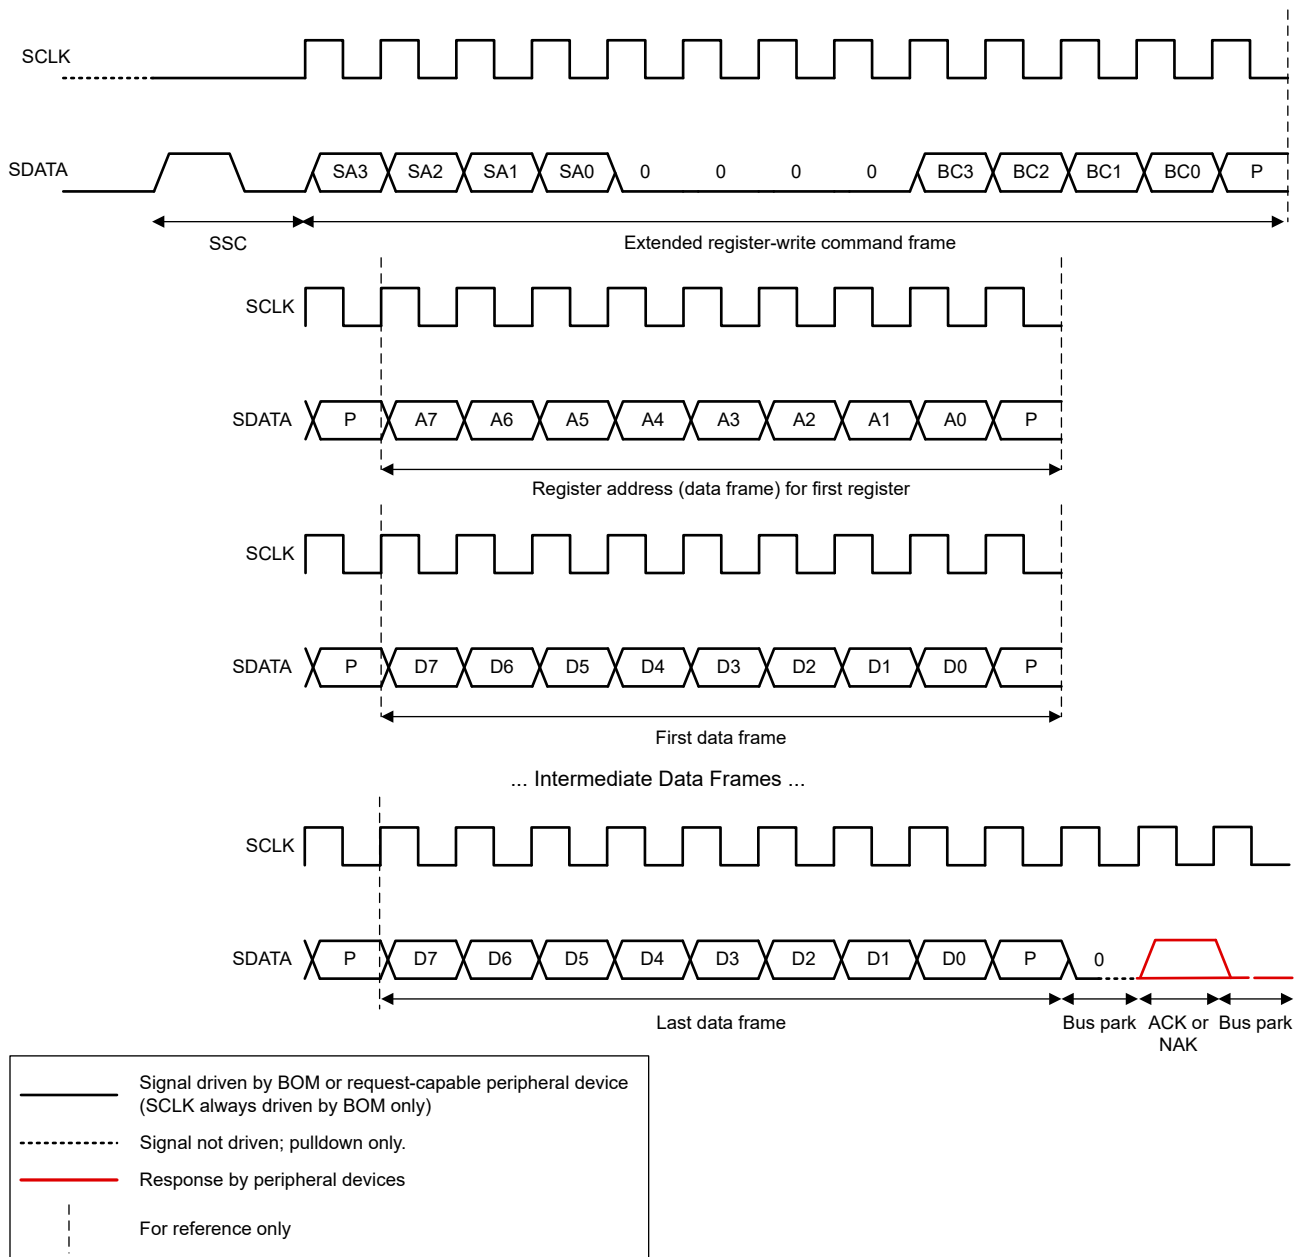 SCLK
SDATA SA3 SA2 SA1 SA0 0 0 0 0 BC3 BC2 BC1 BC0 P
SSC Extended register-write command frame
SCLK
SDATA P A7 A6 A5 A4 A3 A2 A1 A0 P
Register address (data frame) for first register
SCLK
SDATA P D7 D6 D5 D4 D3 D2 D1 D0 P
First data frame
... Intermediate Data Frames ...
SCLK
SDATA P D7 D6 D5 D4 D3 D2 D1 D0 P 0
Last data frame Bus park ACK or Bus park
NAK
Signal driven by BOM or request-capable peripheral device
(SCLK always driven by BOM only)
Signal not driven; pulldown only.
Response by peripheral devices
For reference only